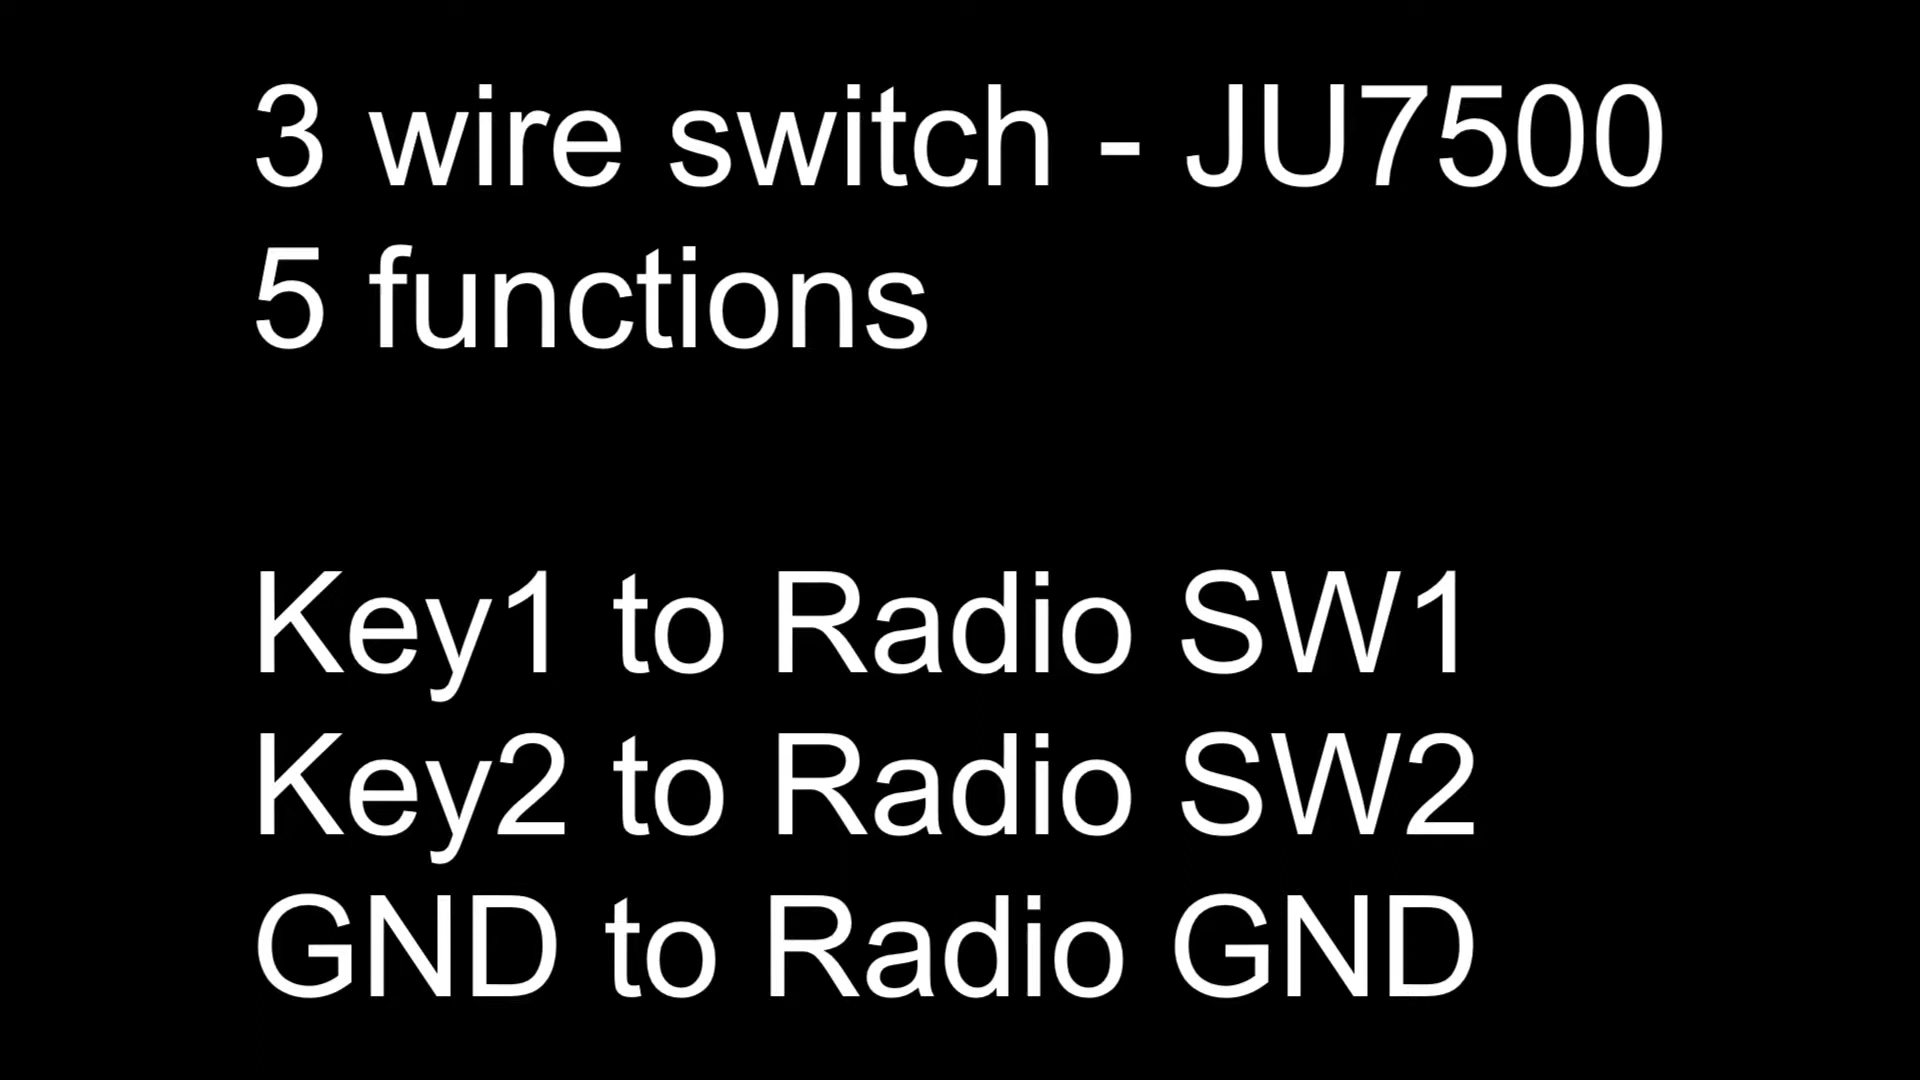 3 wire switch - JU7500
5 functions
Key1 to Radio SW1
Key2 to Radio SW2
GND to Radio GND